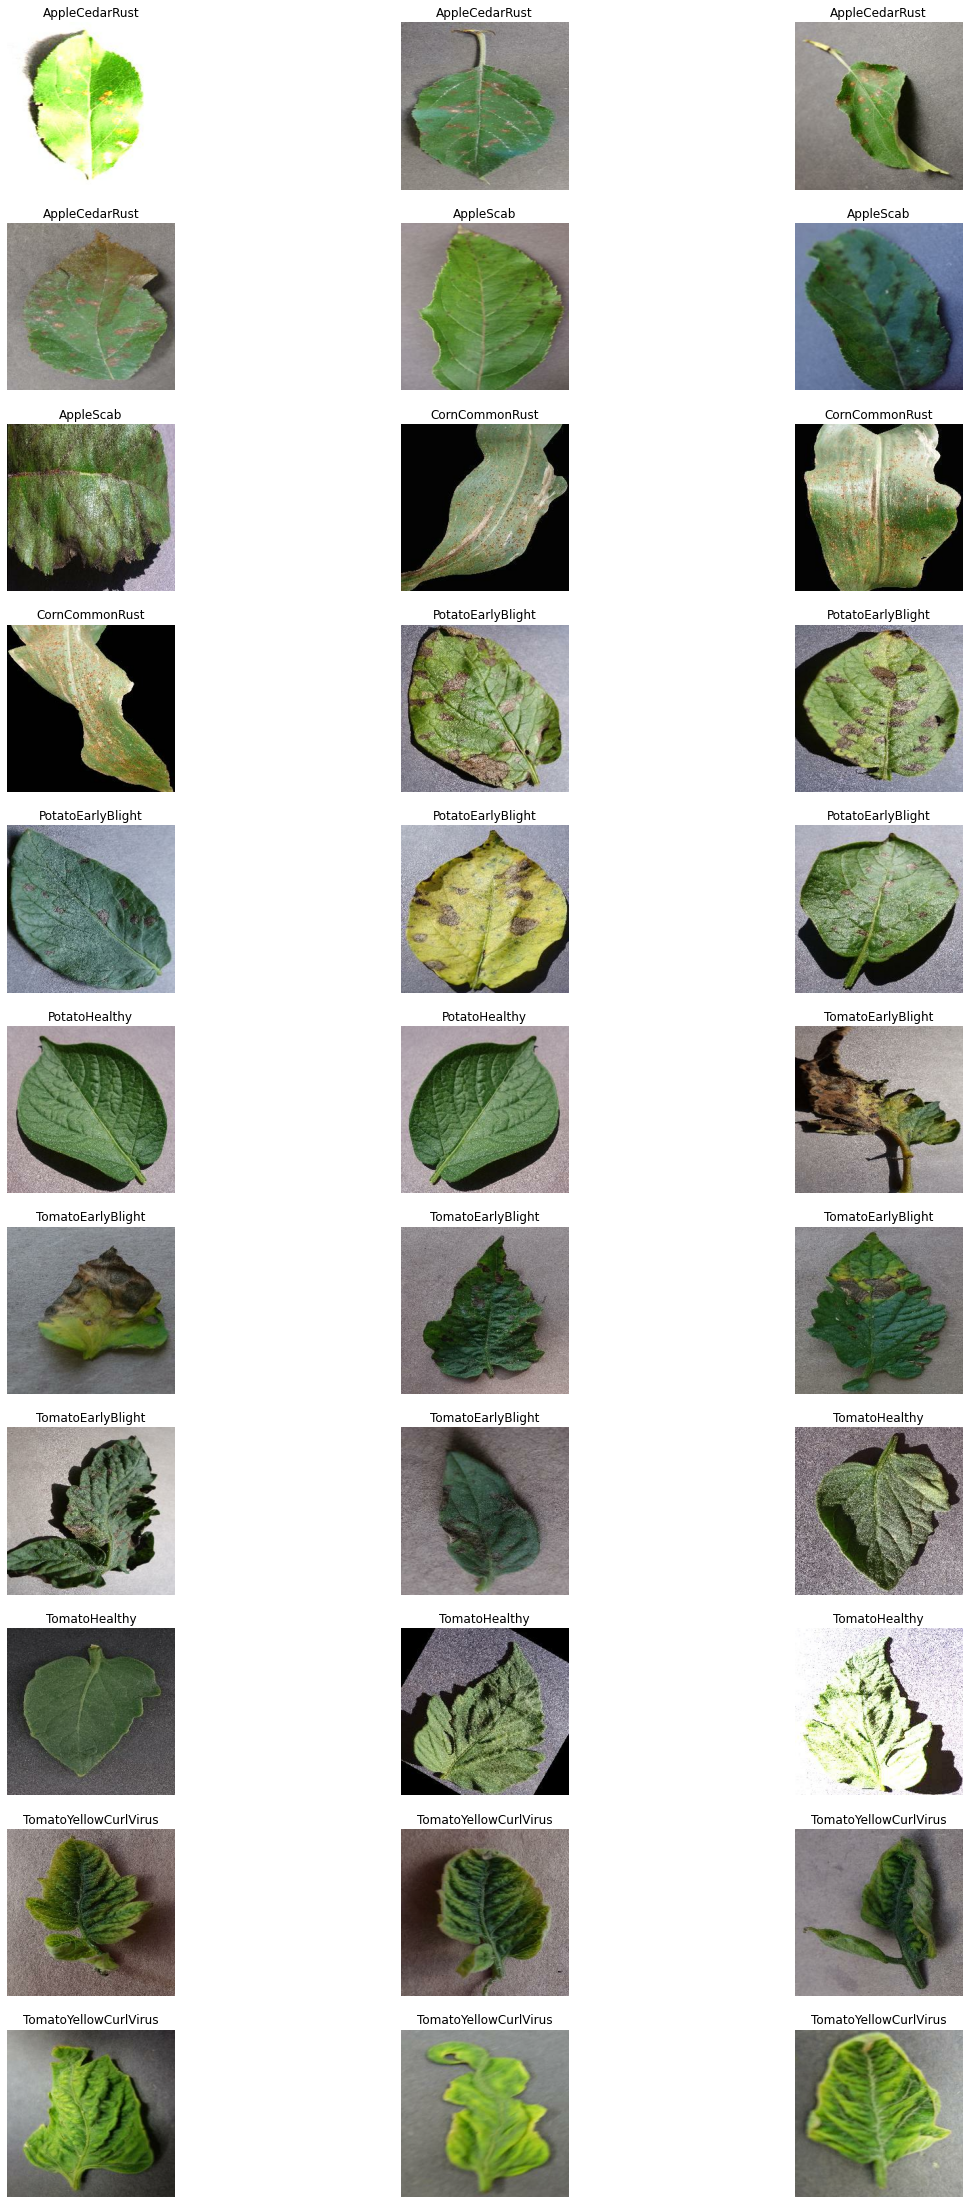 AppleCedarRust
AppleCedarRust
AppleCedarRust
AppleCedarRust
AppleScab
AppleScab
AppleScab
CornCommonRust
CornCommonRust
CornCommonRust
PotatoEarlyBlight
PotatoEarlyBlight
PotatoEarlyBlight
PotatoEarlyBlight
PotatoEarlyBlight
PotatoHealthy
PotatoHealthy
TomatoEarlyBlight
TomatoEarlyBlight
TomatoEarlyBlight
TomatoEarlyBlight
TomatoEarlyBlight
TomatoEarlyBlight
TomatoHealthy
TomatoHealthy
TomatoHealthy
TomatoHealthy
TomatoYellowCurlVirus
TomatoYellowCurlVirus
TomatoYellowCurlVirus
TomatoYellowCurlVirus
TomatoYellowCurlVirus
TomatoYellowCurlVirus